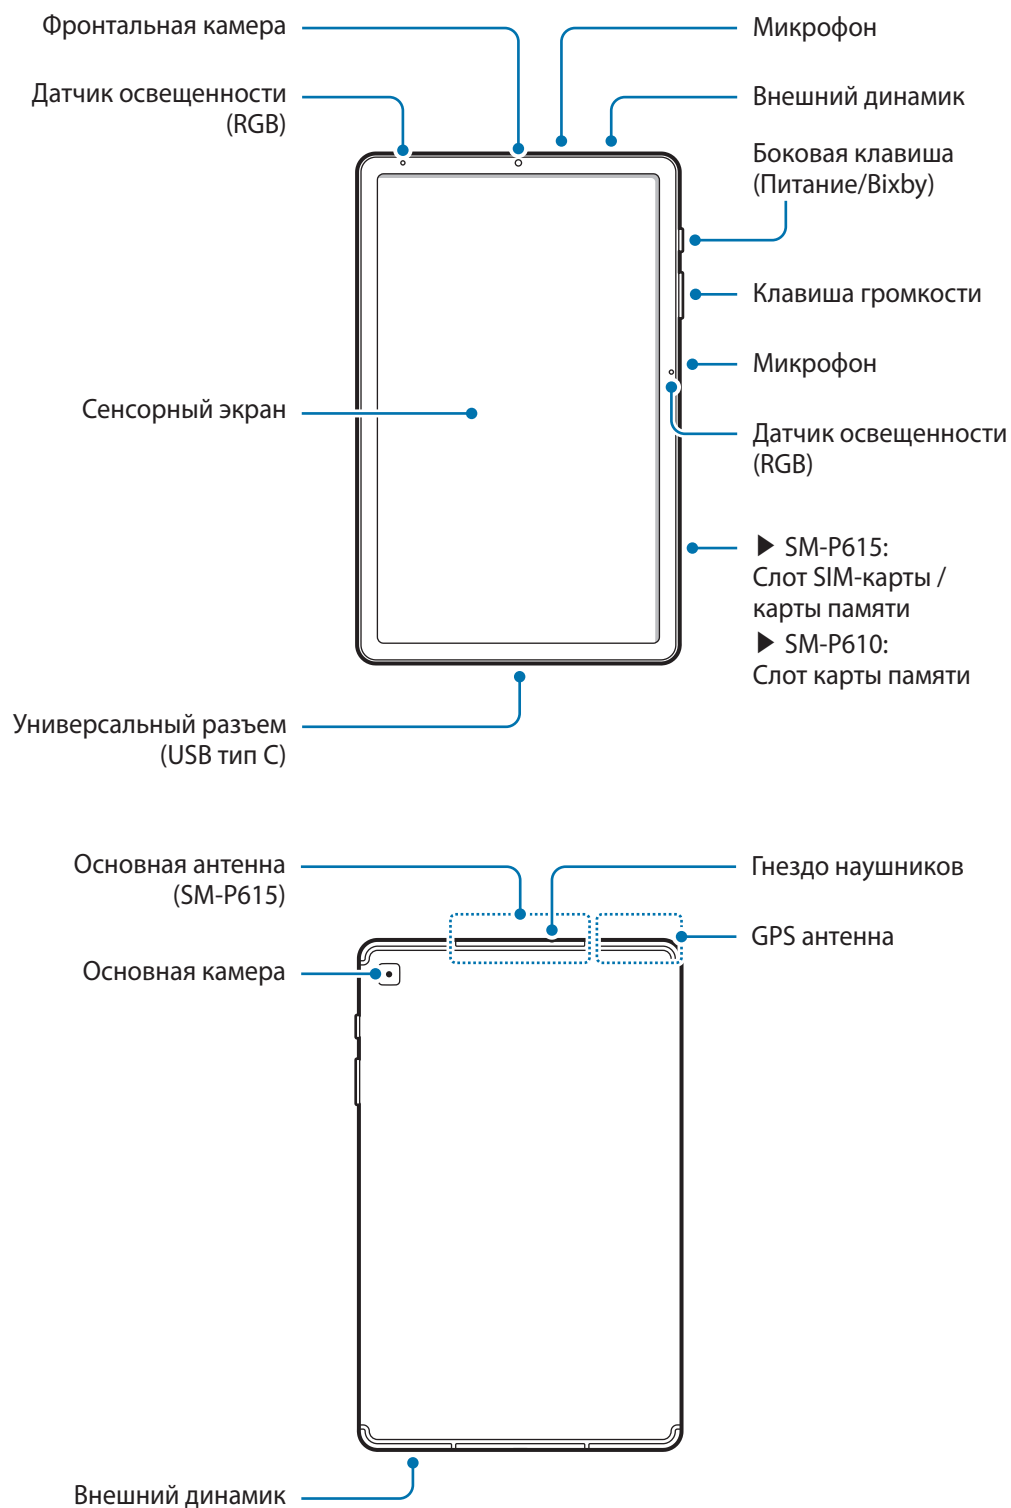 Фронтальная камера
Датчик освещенности
(RGB)
Микрофон
Внешний динамик
Боковая клавиша
(Питание/Bixby)
Клавиша громкости
Микрофон
Сенсорный экран
Датчик освещенности
(RGB)
▶ SM-P615:
Слот SIM-карты /
карты памяти
▶ SM-P610:
Слот карты памяти
Универсальный разъем
(USB тип C)
Основная антенна
(SM-P615)
Гнездо наушников
GPS антенна
Основная камера
Внешний динамик